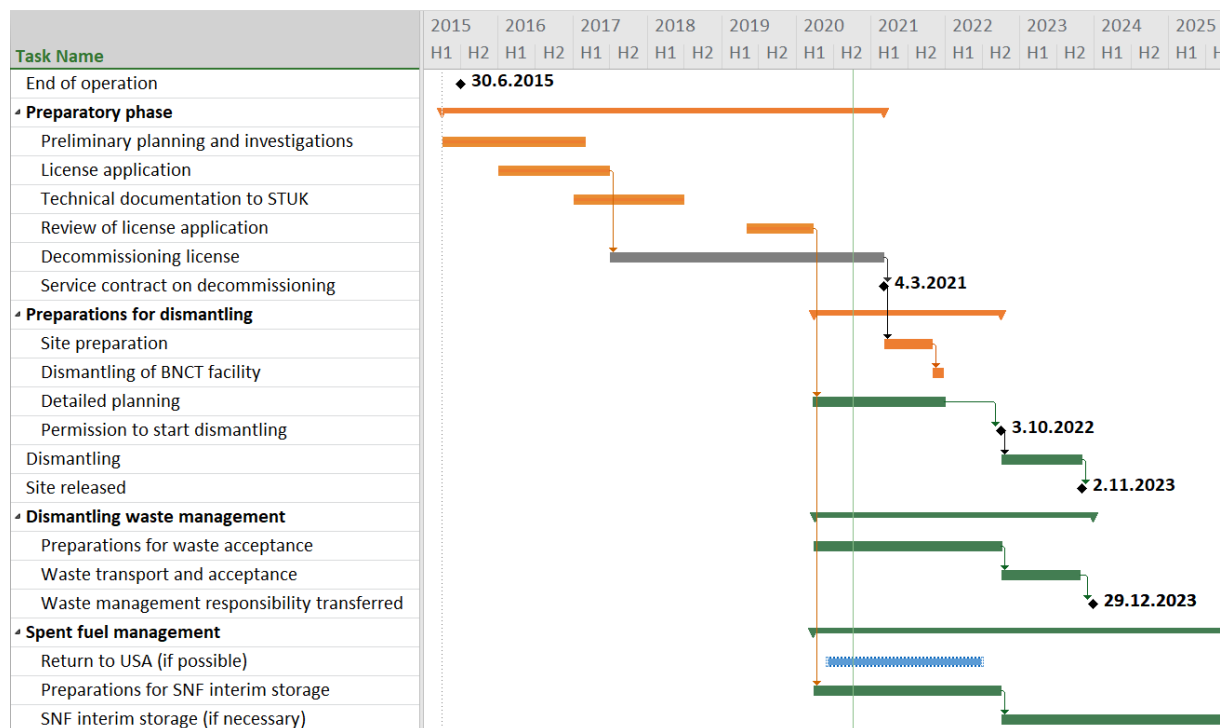 2015 2016 2017 2018 2019 2020 2021 2022 2023 2024 2025
Task Name H1 H2 H1 H2 H1 H2 H1 H2 H1 H2 H1 H2 H1 H2 H1 H2 H1 H2 H1 H2 H1
End of operation 30.6.2015
Preparatory phase
Preliminary planning and investigations
License application
Technical documentation to STUK
Review of license application
Decommissioning license
Service contract on decommissioning 4.3.2021
Preparations for dismantling
Site preparation
Dismantling of BNCT facility
Detailed planning
Permission to start dismantling 3.10.2022
Dismantling
Site released 2.11.2023
Dismantling waste management
Preparations for waste acceptance
Waste transport and acceptance
Waste management responsibility transferred 29.12.2023
Spent fuel management
Return to USA (if possible)
Preparations for SNF interim storage
SNF interim storage (if necessary)